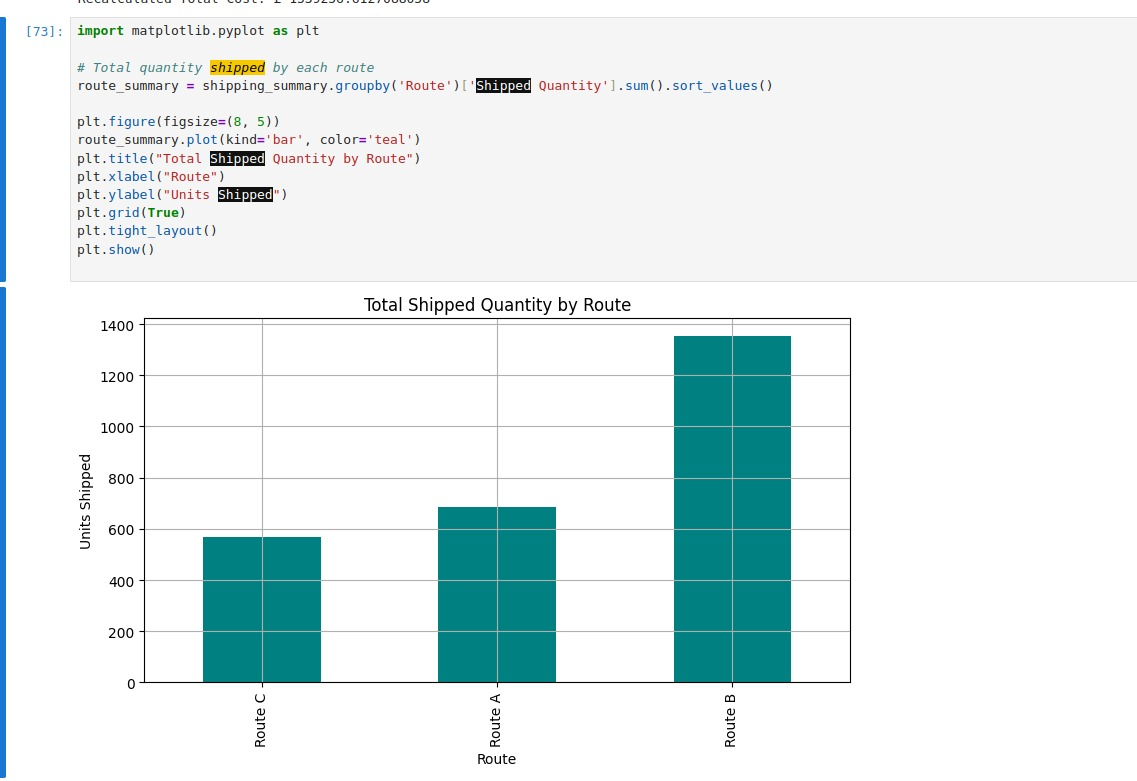 Recalculated Total Cost: £
[73]:
import matplotlib.pyplot as plt
# Total quantity shipped by each route
route_summary = shipping_summary.groupby('Route')['Shipped Quantity'].sum().sort_values()
plt.figure(figsize=(8, 5))
route_summary.plot(kind='bar', color='teal')
plt.title("Total Shipped Quantity by Route")
plt.xlabel("Route")
plt.ylabel("Units Shipped")
plt.grid(True)
plt.tight_layout()
plt.show()
Total Shipped Quantity by Route
1400
1200
1000
800
600
400
200
0
Units Shipped
Route C
Route A
Route B
Route